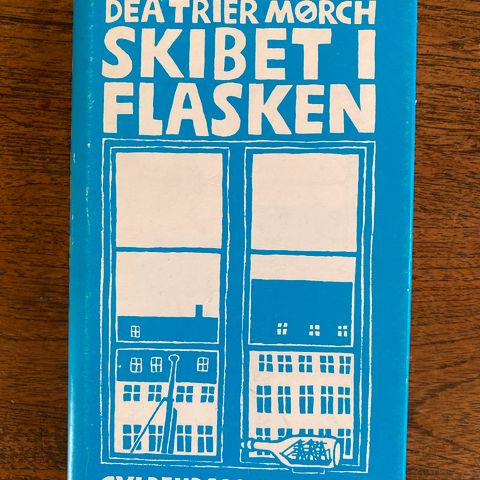 DEA TRIER MØRCH
SKIBET I
FLASKEN